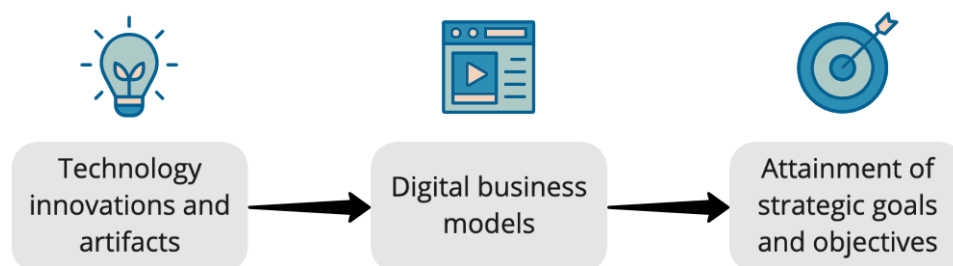 Technology
innovations and
artifacts
Digital business
models
Attainment of
strategic goals
and objectives